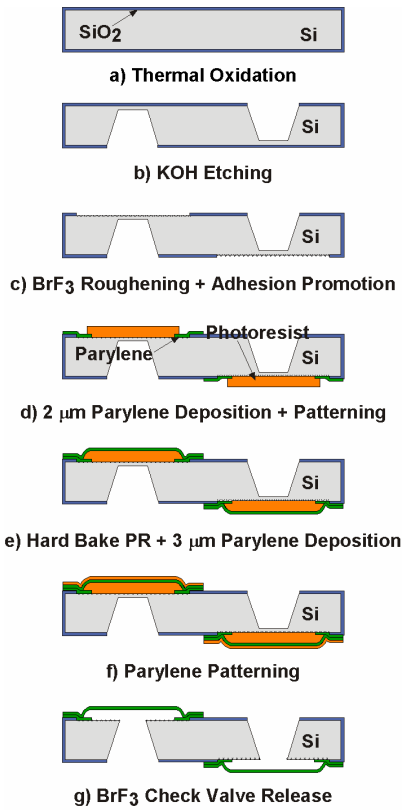 SiO2
Si
a) Thermal Oxidation
Si
b) KOH Etching
Si
c) BrF3 Roughening + Adhesion Promotion
Photoresist
Parylene
Si
d) 2 μm Parylene Deposition + Patterning
Si
e) Hard Bake PR + 3 μm Parylene Deposition
Si
f) Parylene Patterning
Si
g) BrF3 Check Valve Release